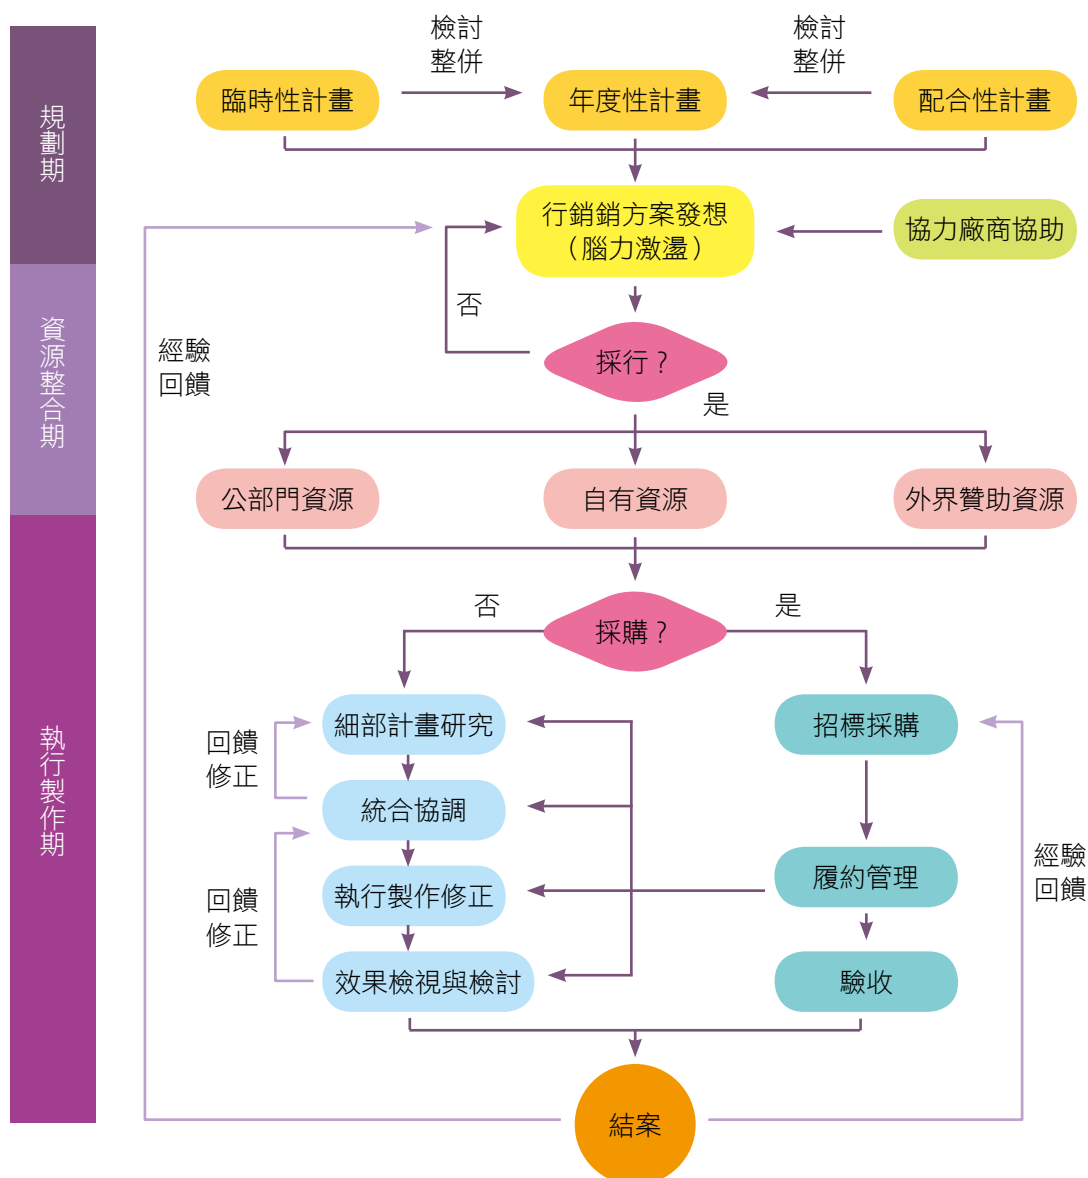 規劃期
資源整合期
執行製作期
檢討
整併
檢討
整併
臨時性計畫
年度性計畫
配合性計畫
行銷銷方案發想
（腦力激盪）
協力廠商協助
否
採行？
是
經驗
回饋
公部門資源
自有資源
外界贊助資源
否
採購？
是
細部計畫研究
招標採購
回饋
修正
統合協調
執行製作修正
履約管理
經驗
回饋
回饋
修正
效果檢視與檢討
驗收
結案